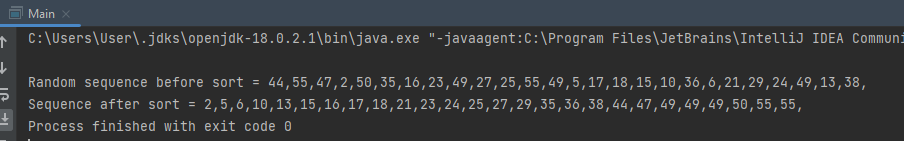 Main
C:\Users\User\.jdks\openjdk-18.0.2.1\bin\java.exe "-javaagent:C:\Program Files\JetBrains\IntelliJ IDEA Communi
Random sequence before sort = 44,55,47,2,50,35,16,23,49,27,25,55,49,5,17,18,15,10,36,6,21,29,24,49,13,38,
Sequence after sort = 2,5,6,10,13,15,16,17,18,21,23,24,25,27,29,35,36,38,44,47,49,49,49,50,55,55,
Process finished with exit code 0